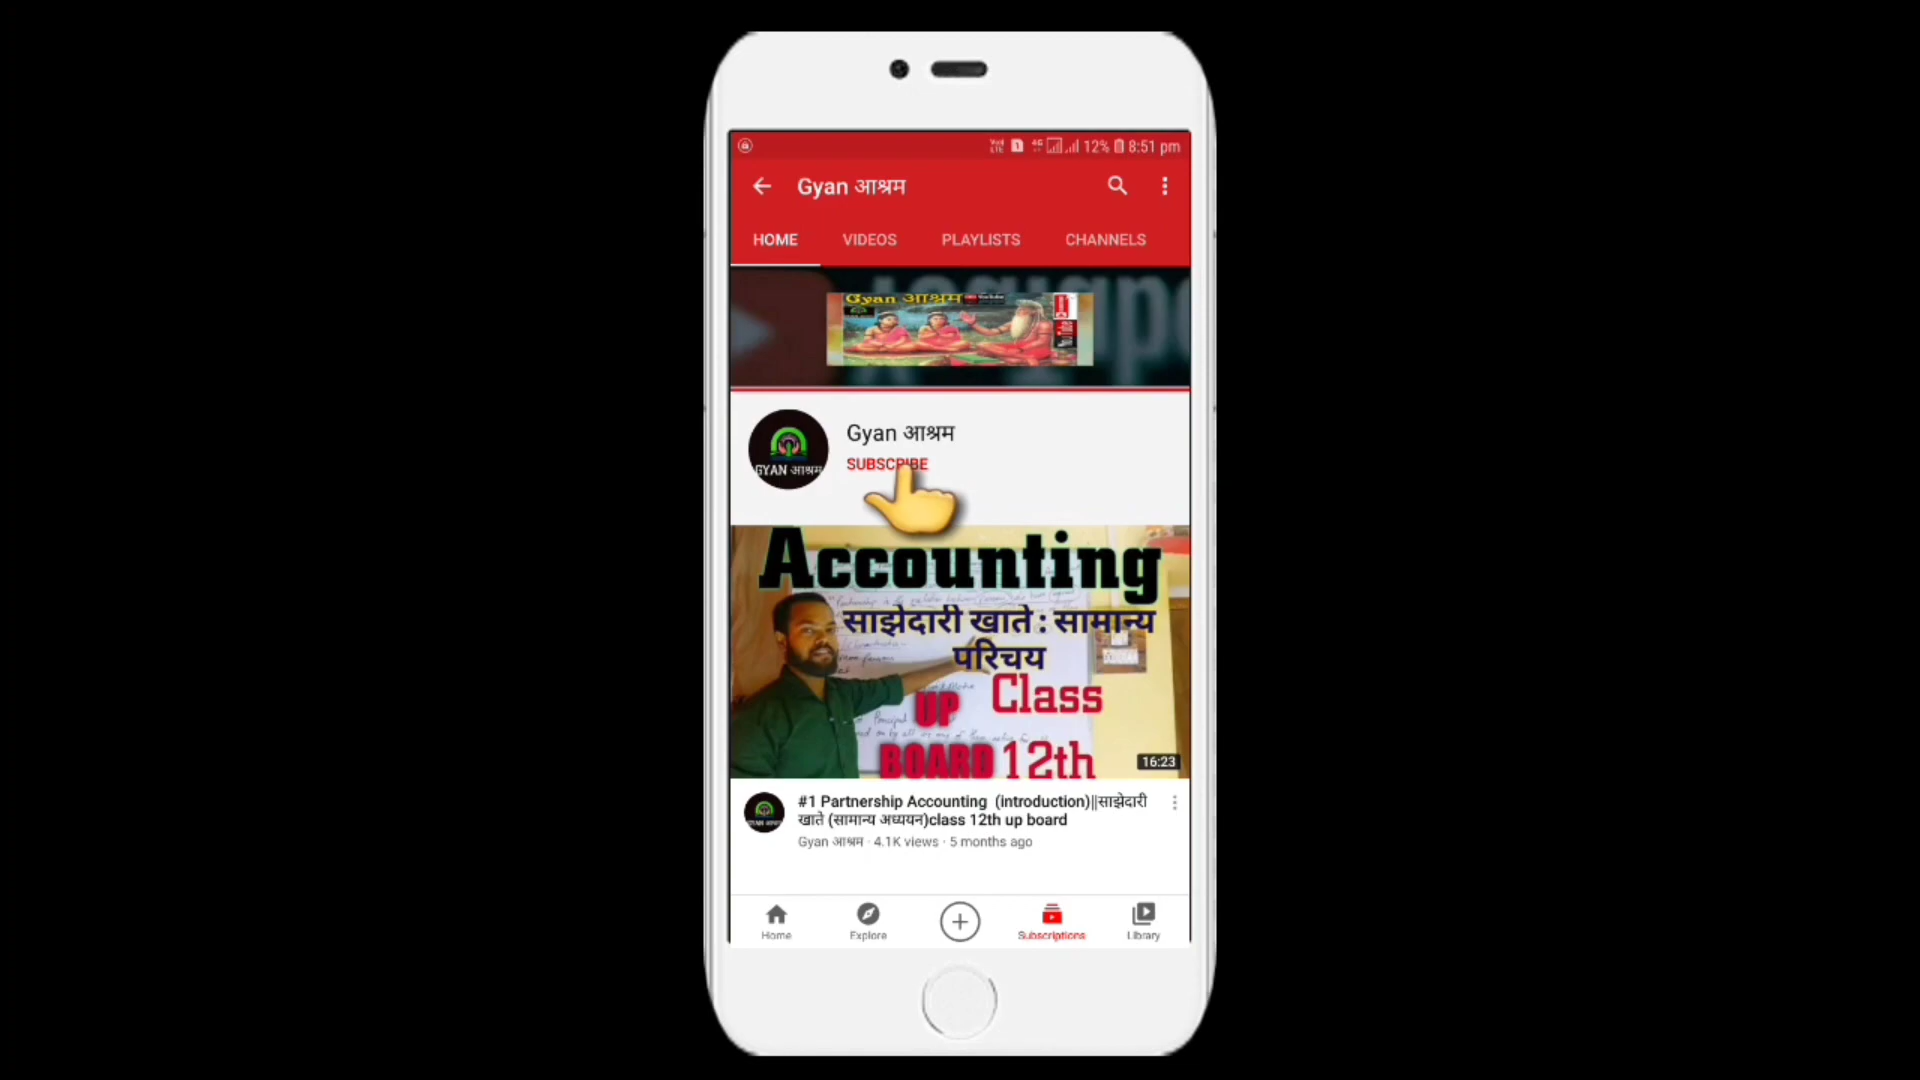 12% 8:51 pm
Gyan आश्रम
HOME VIDEOS PLAYLISTS CHANNELS
Gyan आश्रम YouTube
Gyan आश्रम
GYAN आश्रम
SUBSCRIBE
Accounting
साझेदारी खाते : सामान्य
परिचय
UP Class
BOARD 12th
16:23
#1 Partnership Accounting (introduction)||साझेदारी
खाते (सामान्य अध्ययन)class 12th up board
Gyan आश्रम · 4.1K views · 5 months ago
Home Explore Subscriptions Library